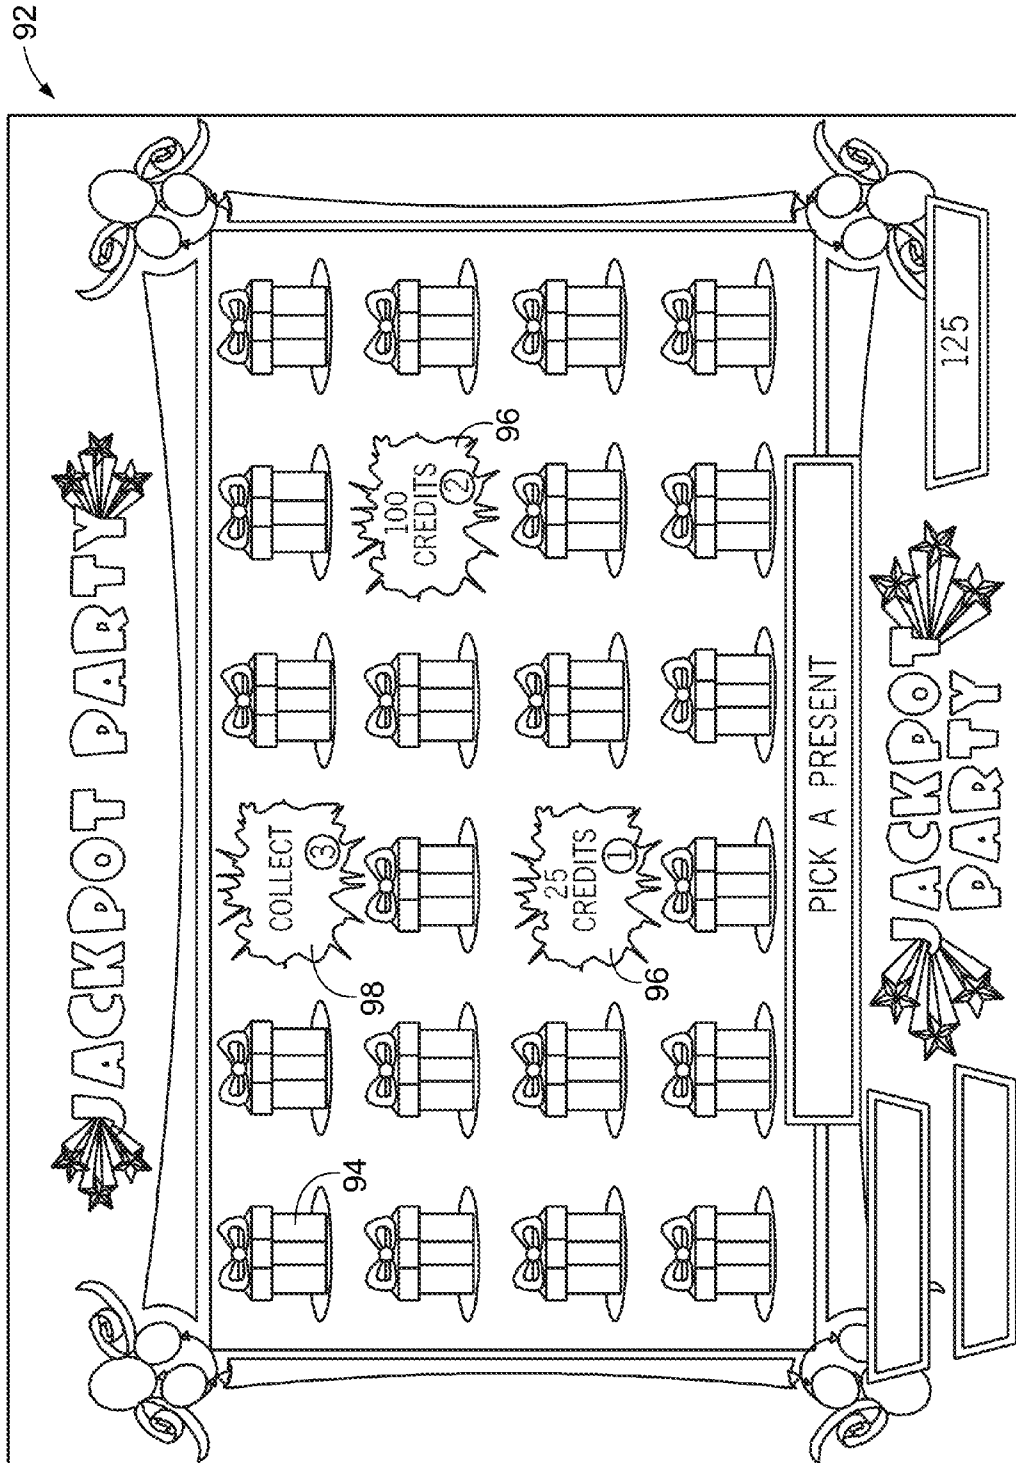 92
JACKPOT PARTY
COLLECT
3
98
94
100
CREDITS
2
96
25
CREDITS
1
96
PICK A PRESENT
JACKPOT
PARTY
125